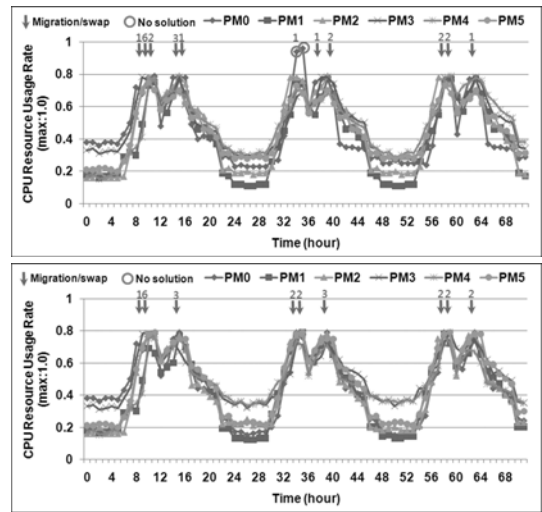 Migration/swap No solution PM0 PM1 PM2 PM3 PM4 PM5
1 6 2 3 1 1 1 2 2 2 1
CPU Resource Usage Rate
(max:1.0)
1
0.8
0.6
0.4
0.2
0
0 4 8 12 16 20 24 28 32 36 40 44 48 52 56 60 64 68
Time (hour)
Migration/swap No solution PM0 PM1 PM2 PM3 PM4 PM5
1 6 3 2 2 3 2 2 2
CPU Resource Usage Rate
(max:1.0)
1
0.8
0.6
0.4
0.2
0
0 4 8 12 16 20 24 28 32 36 40 44 48 52 56 60 64 68
Time (hour)